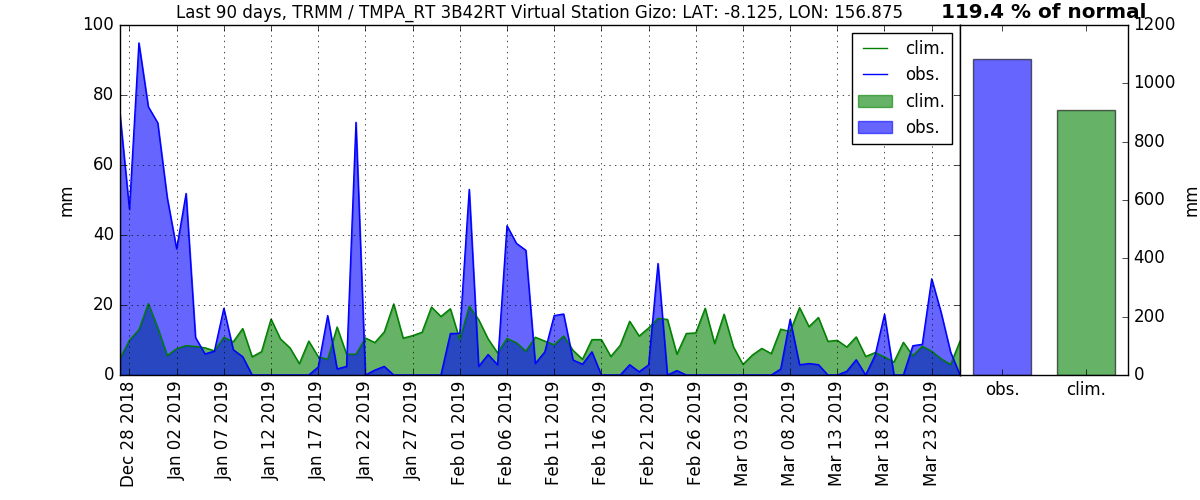 Last 90 days, TRMM / TMPA_RT 3B42RT Virtual Station Gizo: LAT: -8.125, LON: 156.875
119.4 % of normal
100
80
60
40
20
0
mm
clim.
obs.
clim.
obs.
1200
1000
800
600
400
200
0
mm
obs.
clim.
Dec 28 2018
Jan 02 2019
Jan 07 2019
Jan 12 2019
Jan 17 2019
Jan 22 2019
Jan 27 2019
Feb 01 2019
Feb 06 2019
Feb 11 2019
Feb 16 2019
Feb 21 2019
Feb 26 2019
Mar 03 2019
Mar 08 2019
Mar 13 2019
Mar 18 2019
Mar 23 2019